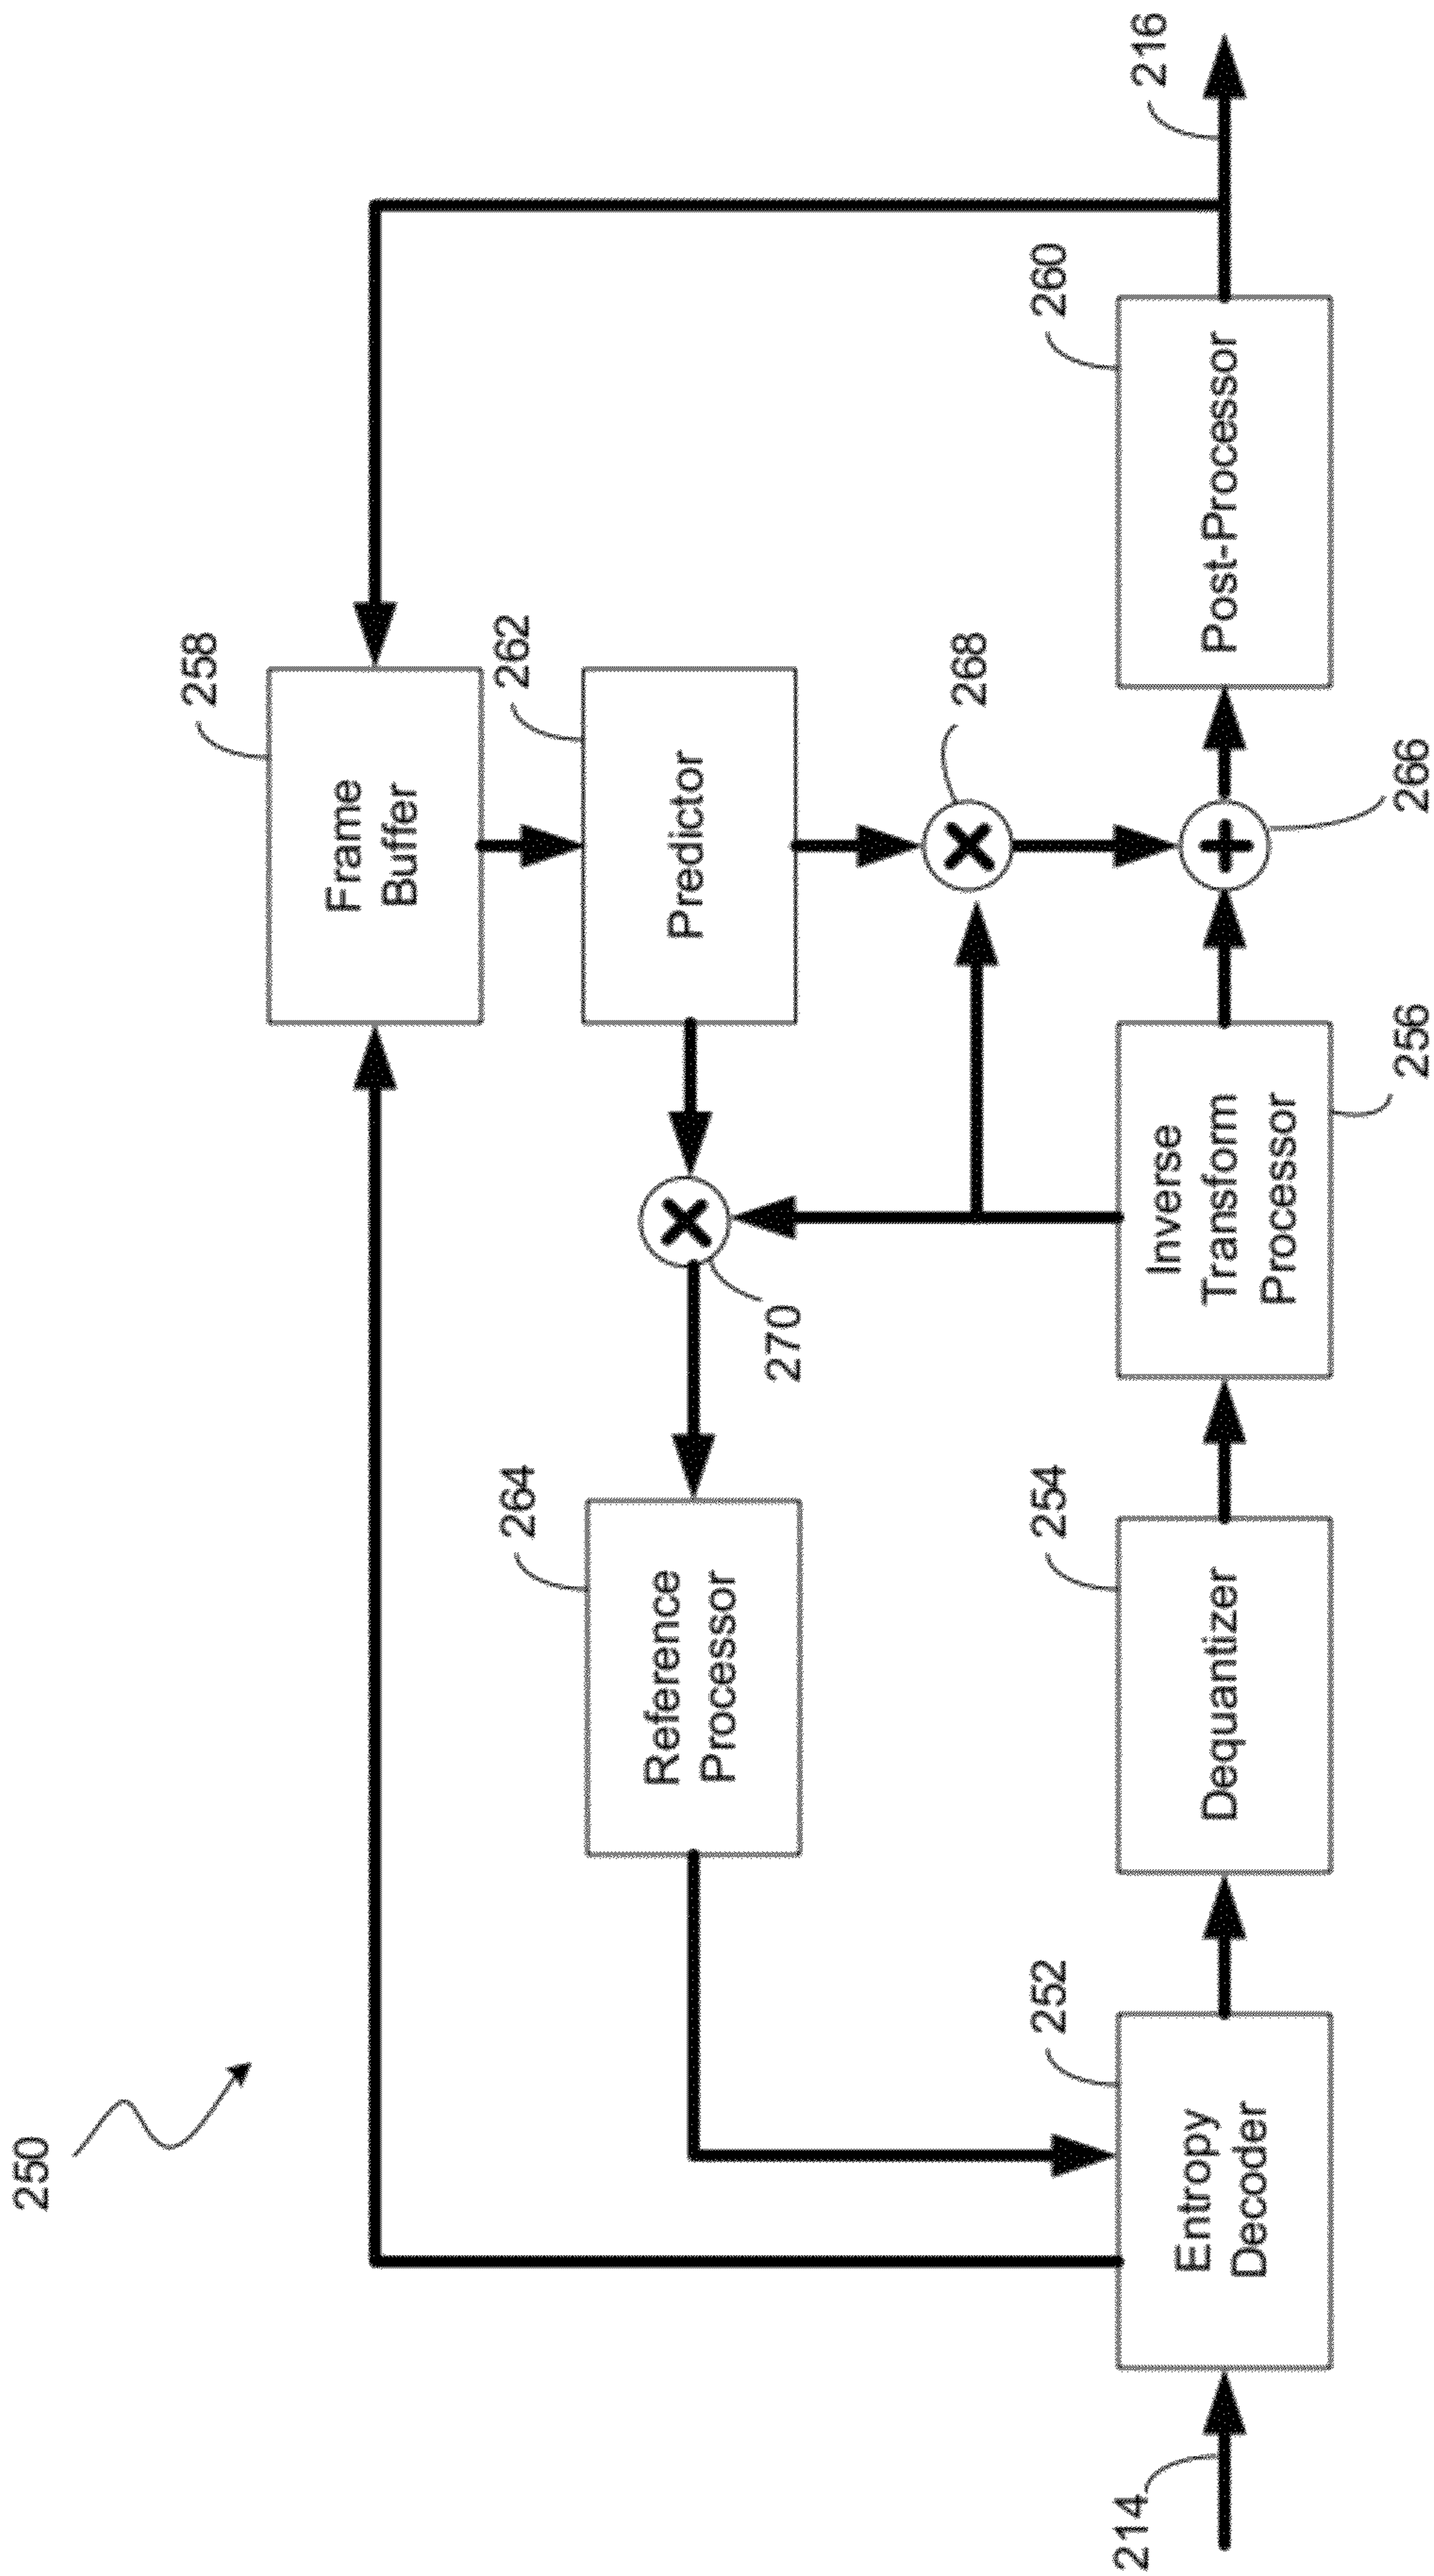 250
258
Frame
Buffer
262
Predictor
264
Reference
Processor
270
268
214
252
Entropy
Decoder
254
Dequantizer
256
Inverse
Transform
Processor
266
260
Post-Processor
216